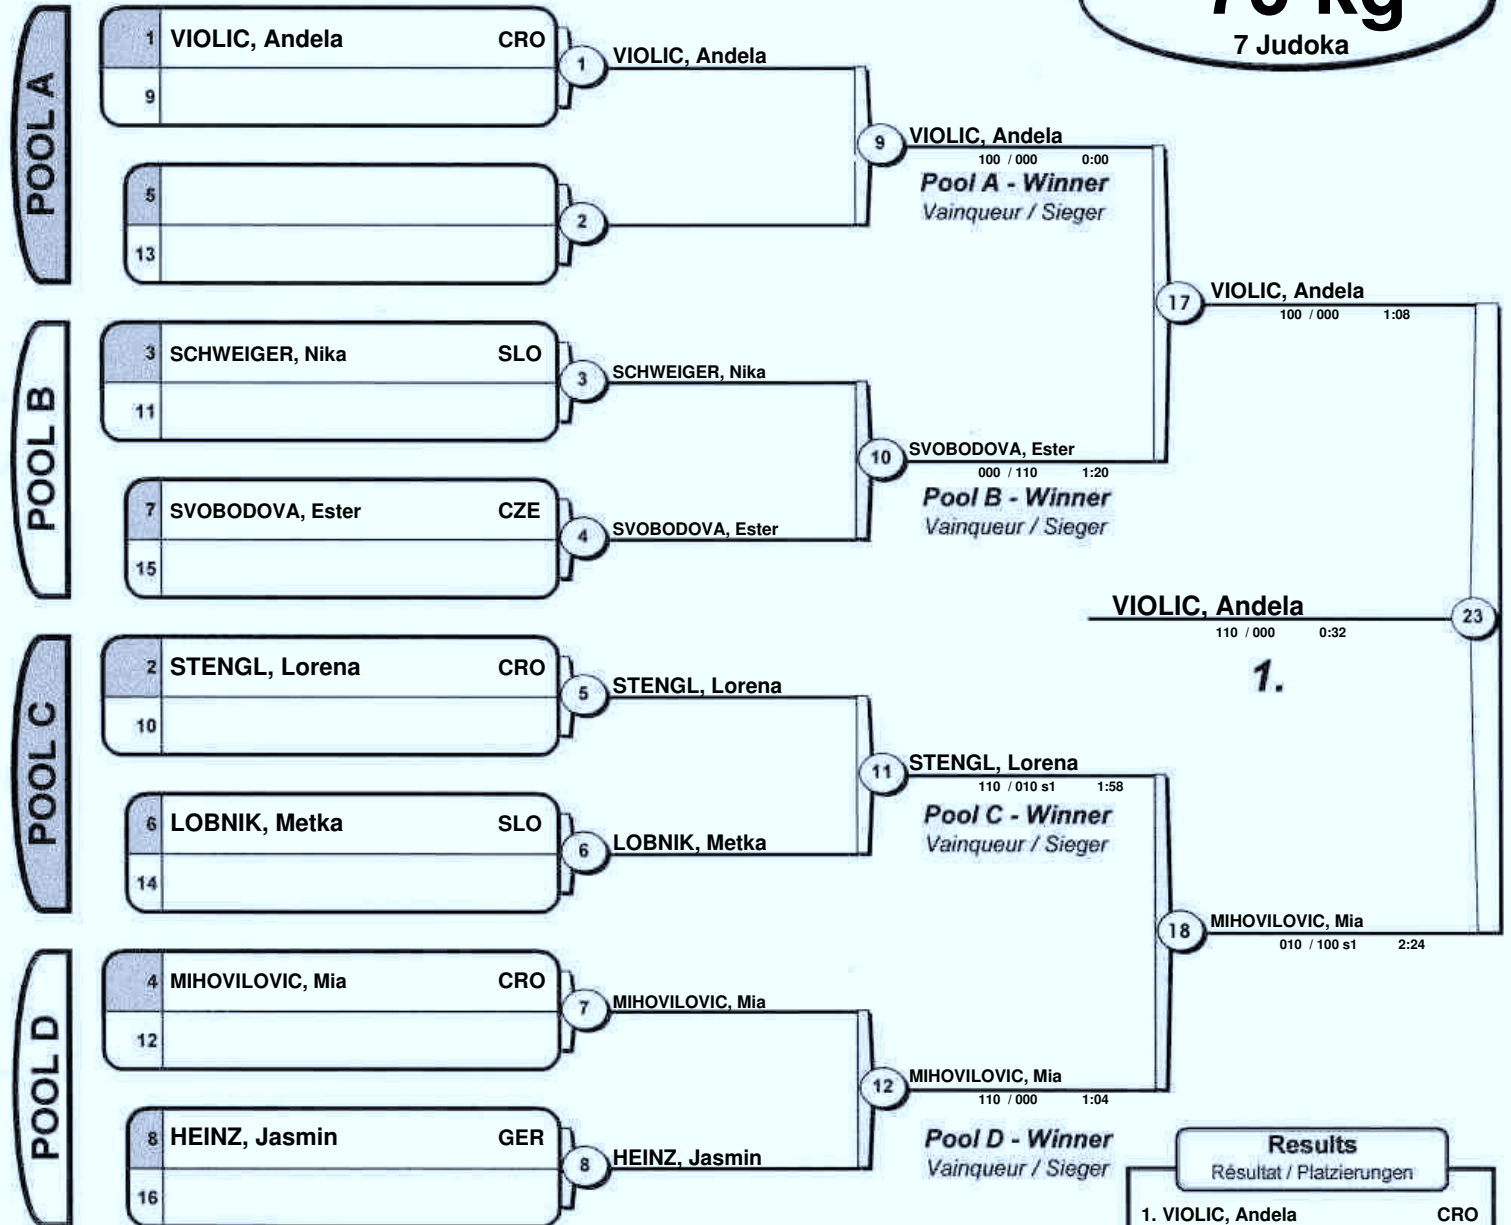 70 kg
7 Judoka
POOL A
1 VIOLIC, Andela CRO
9
5
13
1 VIOLIC, Andela
2
9 VIOLIC, Andela
100 / 000 0:00
Pool A - Winner
Vainqueur / Sieger
POOL B
3 SCHWEIGER, Nika SLO
11
7 SVOBODOVA, Ester CZE
15
3 SCHWEIGER, Nika
4 SVOBODOVA, Ester
10 SVOBODOVA, Ester
000 / 110 1:20
Pool B - Winner
Vainqueur / Sieger
17 VIOLIC, Andela
100 / 000 1:08
VIOLIC, Andela 23
110 / 000 0:32
1.
POOL C
2 STENGL, Lorena CRO
10
6 LOBNIK, Metka SLO
14
5 STENGL, Lorena
6 LOBNIK, Metka
11 STENGL, Lorena
110 / 010 s1 1:58
Pool C - Winner
Vainqueur / Sieger
18 MIHOVILOVIC, Mia
010 / 100 s1 2:24
POOL D
4 MIHOVILOVIC, Mia CRO
12
8 HEINZ, Jasmin GER
16
7 MIHOVILOVIC, Mia
8 HEINZ, Jasmin
12 MIHOVILOVIC, Mia
110 / 000 1:04
Pool D - Winner
Vainqueur / Sieger
Results
Résultat / Platzierungen
1. VIOLIC, Andela CRO